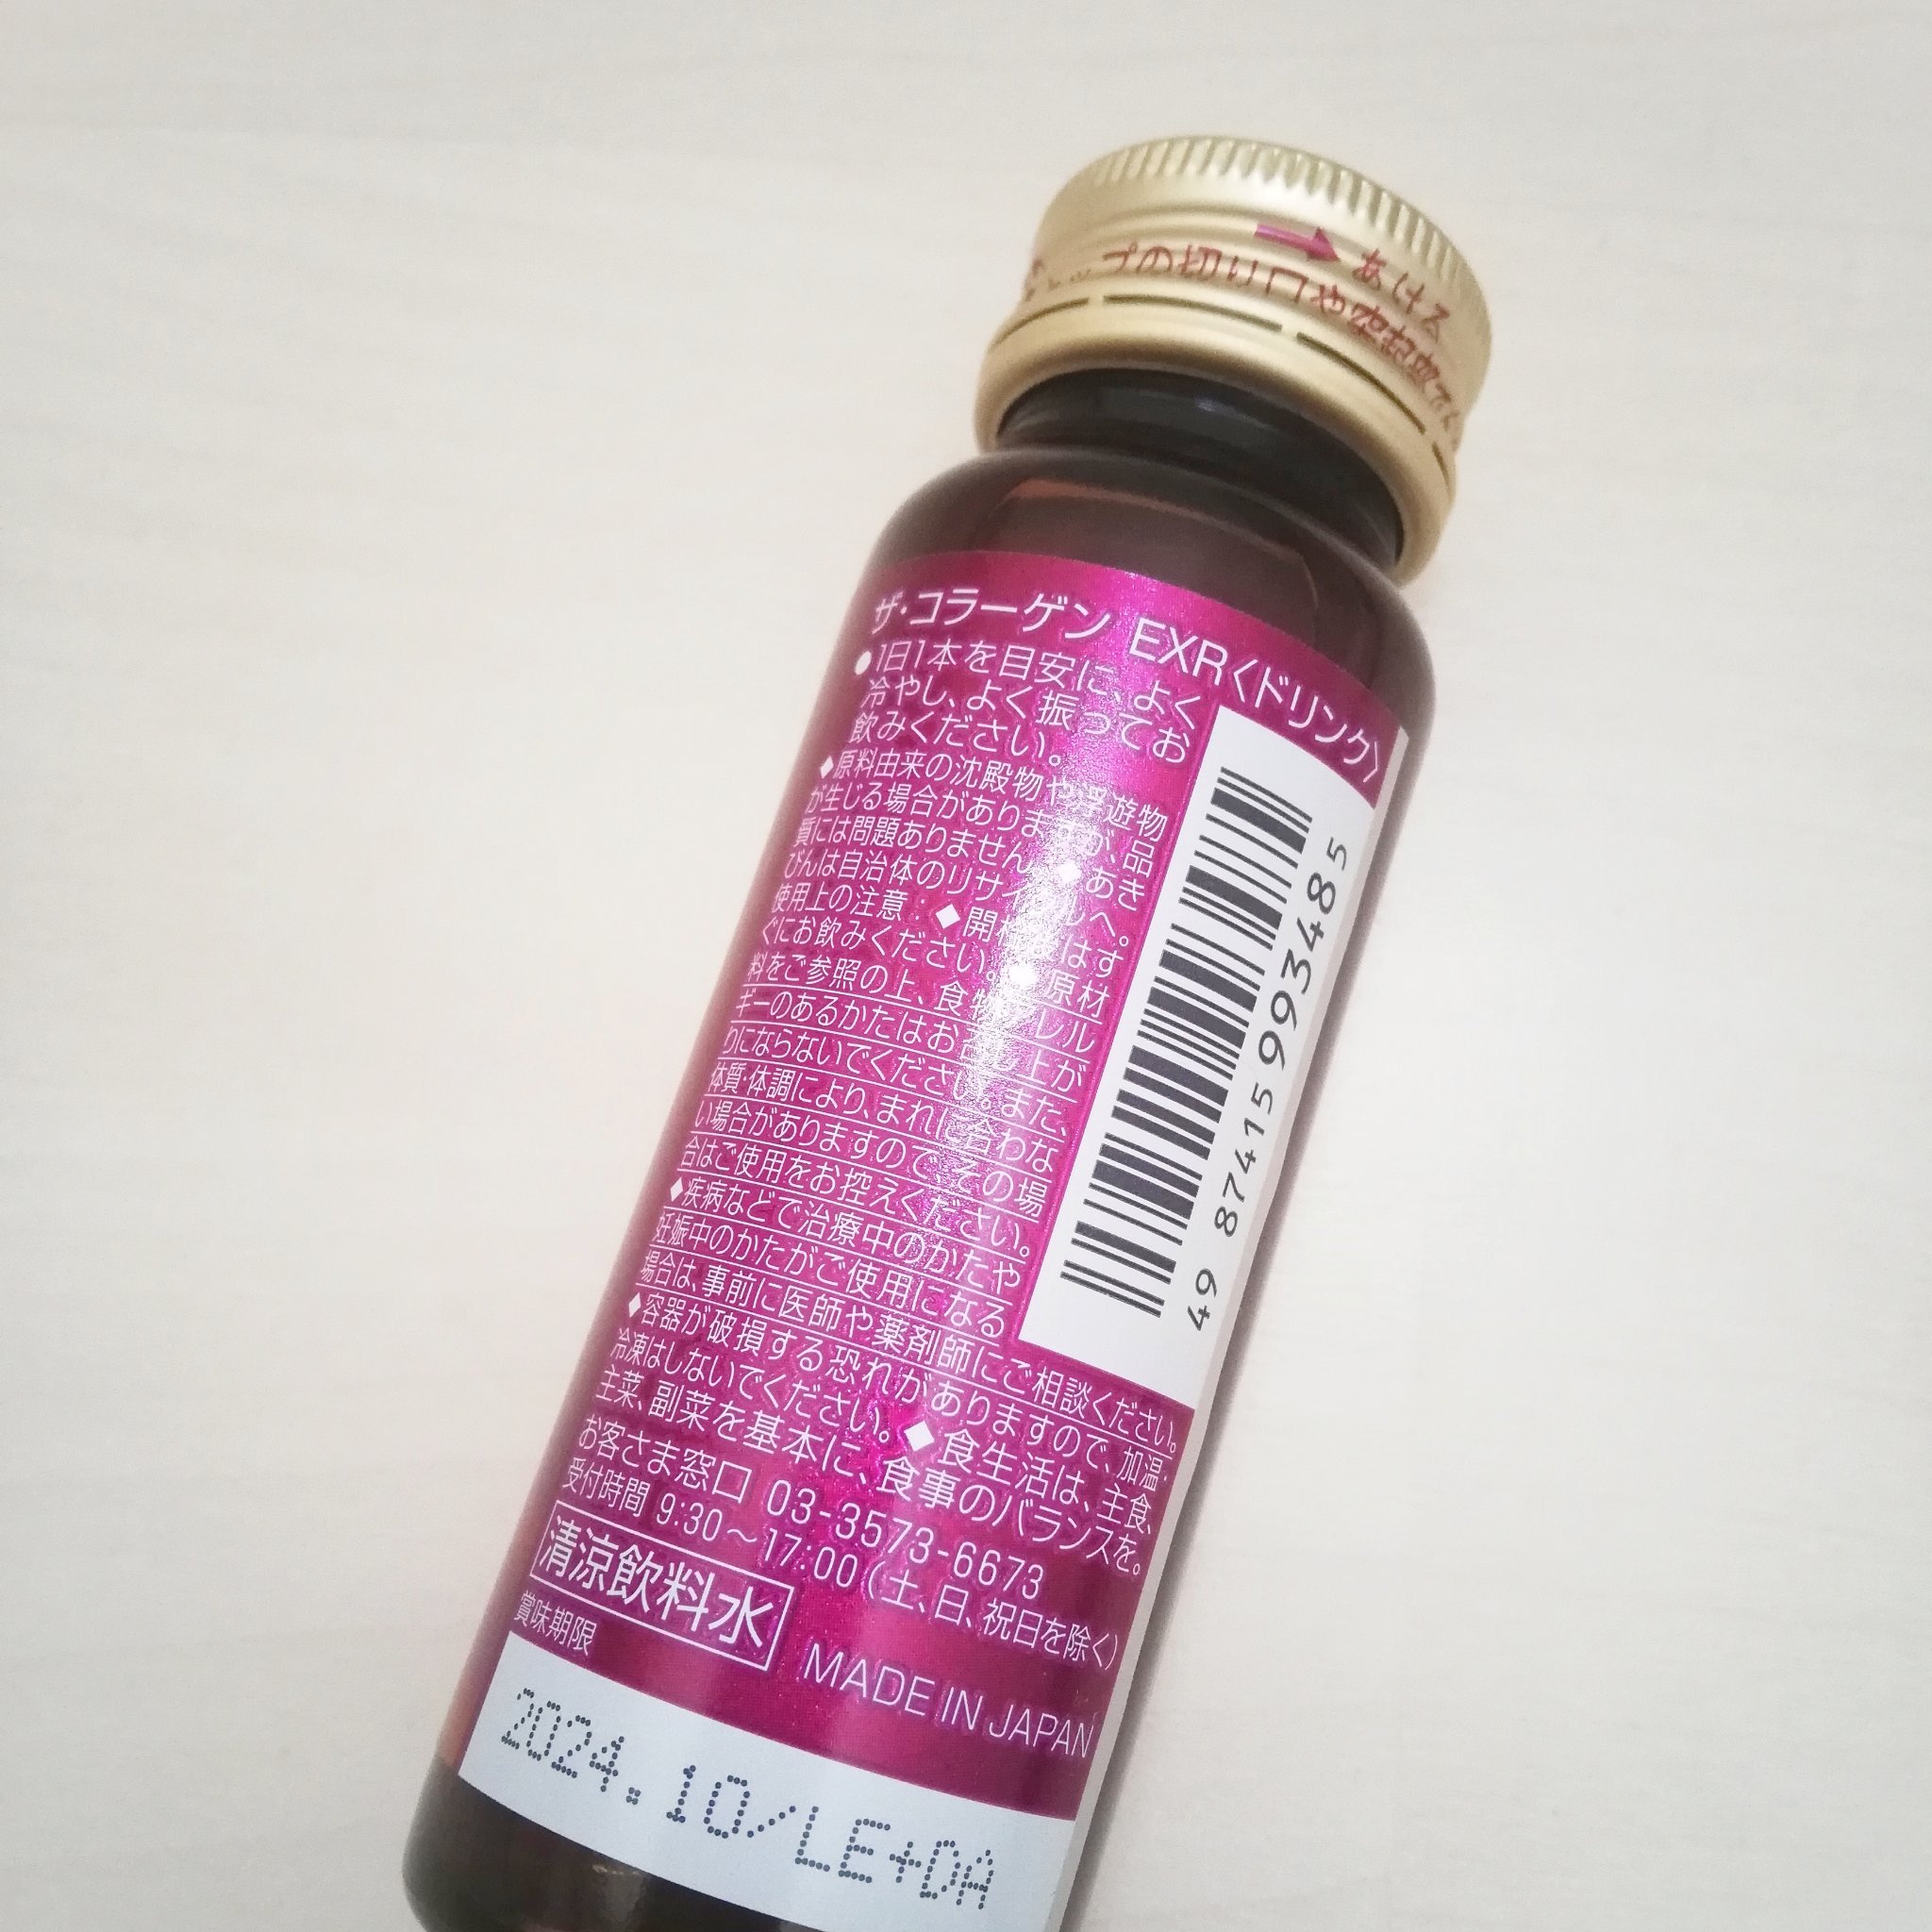 →あける
プの切り口や空起
ザ・コラーゲン EXR〈ドリンク〉
●1日1本を目安に、よく
冷やし、よく振ってお
飲みください。
◆原料由来の沈殿物や浮遊物
が生じる場合がありますが、品
質には問題ありません。◆あき
びんは自治体のリサイクルへ。
使用上の注意:◆開栓後はす
ぐにお飲みください。◆原材
料をご参照の上、食物アレル
ギーのあるかたはお召し上が
りにならないでください。また、
体質・体調により、まれに合わな
い場合がありますので、その場
合はご使用をお控えください。
◆疾病などで治療中のかたや
妊娠中のかたがご使用になる
場合は、事前に医師や薬剤師にご相談ください。
◆容器が破損する恐れがありますので、加温・
冷凍はしないでください。◆食生活は、主食、
主菜、副菜を基本に、食事のバランスを。
お客さま窓口 03-3573-6673
受付時間 9:30〜17:00(土、日、祝日を除く)
清涼飲料水 MADE IN JAPAN
賞味期限
2024.10/LE+DA
49 87415 993485